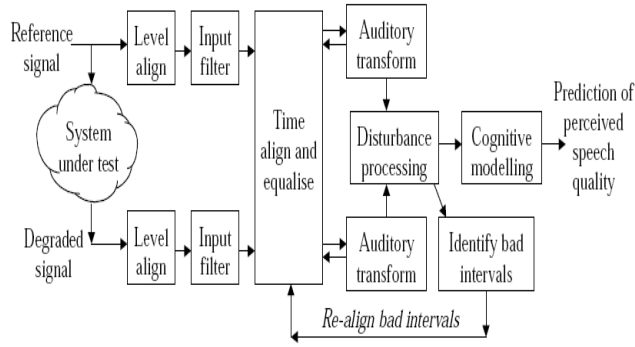 Reference
signal
Level
align
Input
filter
Time
align and
equalise
Auditory
transform
System
under test
Disturbance
processing
Cognitive
modelling
Prediction of
perceived
speech
quality
Degraded
signal
Level
align
Input
filter
Auditory
transform
Identify bad
intervals
Re-align bad intervals